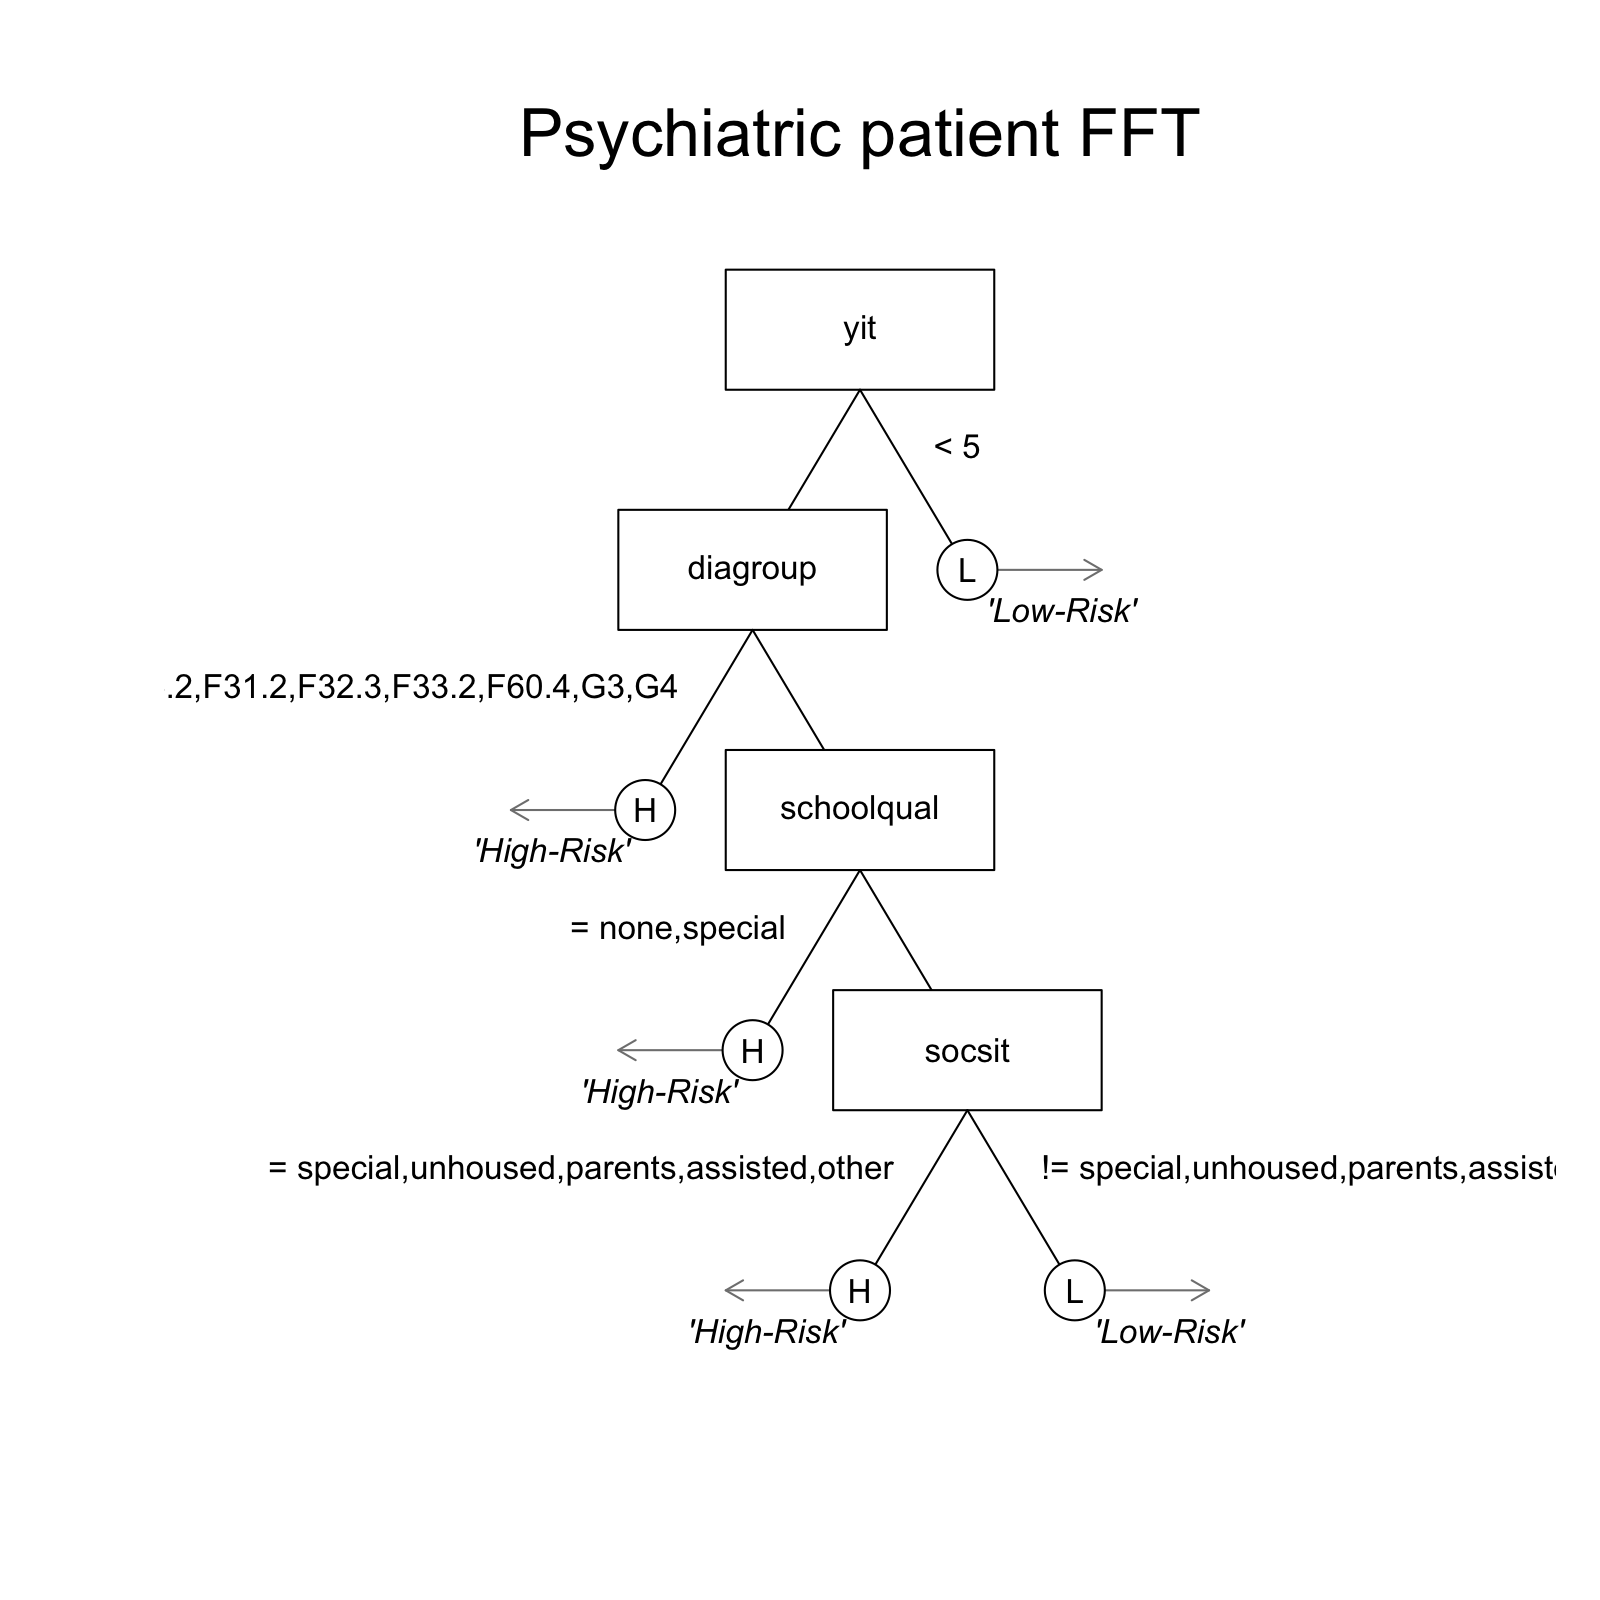 Psychiatric patient FFT
yit
< 5
diagroup
L
'Low-Risk'
.2,F31.2,F32.3,F33.2,F60.4,G3,G4
H
'High-Risk'
schoolqual
= none,special
H
'High-Risk'
socsit
= special,unhoused,parents,assisted,other
!= special,unhoused,parents,assist
H
'High-Risk'
L
'Low-Risk'